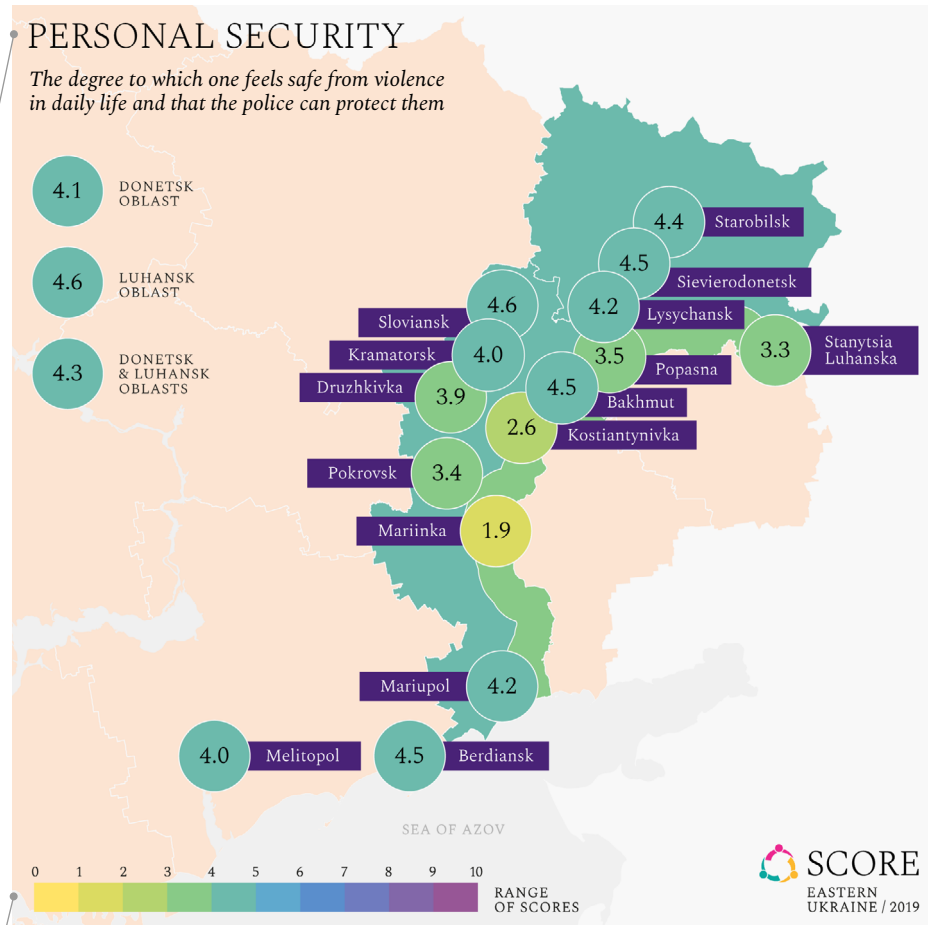 PERSONAL SECURITY
The degree to which one feels safe from violence
in daily life and that the police can protect them
4.1
DONETSK
OBLAST
4.6
LUHANSK
OBLAST
4.3
DONETSK
& LUHANSK
OBLASTS
4.4
Starobilsk
4.5
Sievierodonetsk
4.6
Sloviansk
4.2
Lysychansk
3.3
Stanytsia
Luhanska
4.0
Kramatorsk
3.5
Popasna
3.9
Druzhkivka
4.5
Bakhmut
2.6
Kostiantynivka
3.4
Pokrovsk
1.9
Mariinka
4.2
Mariupol
4.0
Melitopol
4.5
Berdiansk
SEA OF AZOV
0 1 2 3 4 5 6 7 8 9 10
RANGE
OF SCORES
SCORE
EASTERN
UKRAINE / 2019